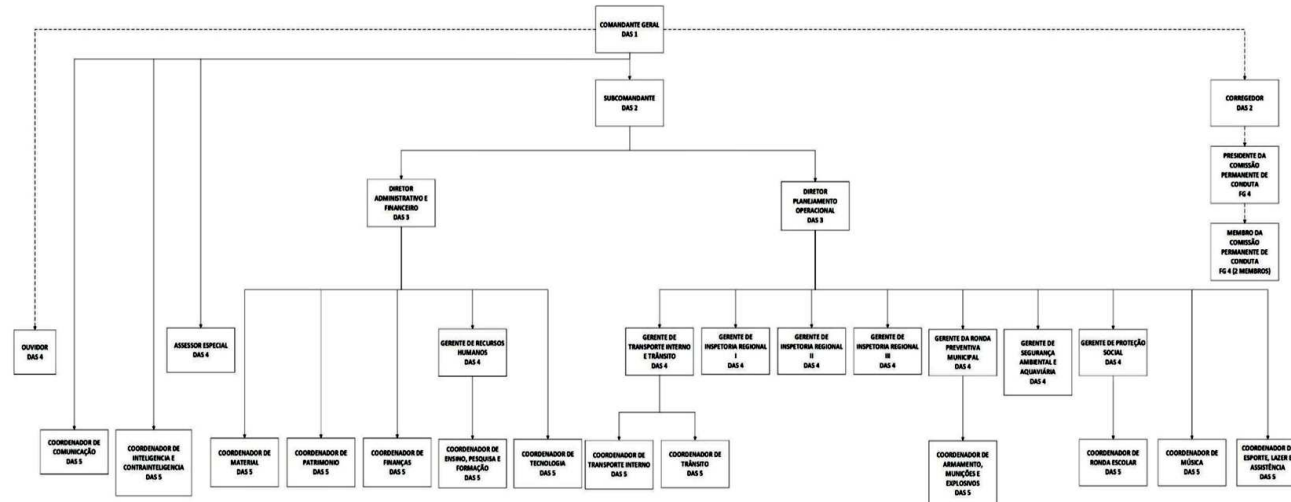 COMANDANTE GERAL
DAS 1
SUBCOMANDANTE
DAS 2
CORREGEDOR
DAS 2
PRESIDENTE DA
COMISSÃO
PERMANENTE DE
CONDUTA
FG 4
DIRETOR
ADMINISTRATIVO E
FINANCEIRO
DAS 3
DIRETOR
PLANEJAMENTO
OPERACIONAL
DAS 3
MEMBRO DA
COMISSÃO
PERMANENTE DE
CONDUTA
FG 4 (2 MEMBROS)
OUVIDOR
DAS 4
ASSESSOR ESPECIAL
DAS 4
GERENTE DE RECURSOS
HUMANOS
DAS 4
GERENTE DE
TRANSPORTE INTERNO
E TRÂNSITO
DAS 4
GERENTE DE
INSPETORIA REGIONAL
I
DAS 4
GERENTE DE
INSPETORIA REGIONAL
II
DAS 4
GERENTE DE
INSPETORIA REGIONAL
III
DAS 4
GERENTE DA RONDA
PREVENTIVA
MUNICIPAL
DAS 4
GERENTE DE
SEGURANÇA
AMBIENTAL E
AQUAVIÁRIA
DAS 4
GERENTE DE PROTEÇÃO
SOCIAL
DAS 4
COORDENADOR DE
COMUNICAÇÃO
DAS 5
COORDENADOR DE
INTELIGENCIA E
CONTRAINTELIGENCIA
DAS 5
COORDENADOR DE
MATERIAL
DAS 5
COORDENADOR DE
PATRIMONIO
DAS 5
COORDENADOR DE
FINANÇAS
DAS 5
COORDENADOR DE
ENSINO, PESQUISA E
FORMAÇÃO
DAS 5
COORDENADOR DE
TECNOLOGIA
DAS 5
COORDENADOR DE
TRANSPORTE INTERNO
DAS 5
COORDENADOR DE
TRÂNSITO
DAS 5
COORDENADOR DE
ARMAMENTO,
MUNIÇÕES E
EXPLOSIVOS
DAS 5
COORDENADOR DE
RONDA ESCOLAR
DAS 5
COORDENADOR DE
MÚSICA
DAS 5
COORDENADOR DE
ESPORTE, LAZER E
ASSISTÊNCIA
DAS 5